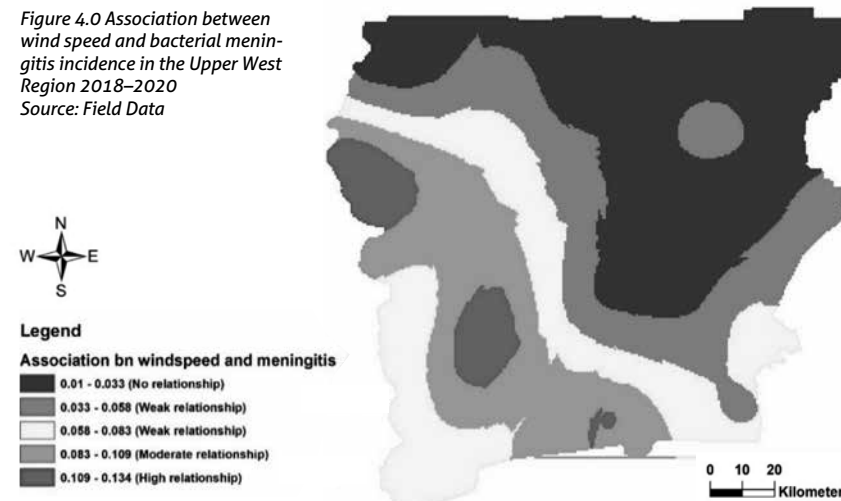 Figure 4.0 Association between
wind speed and bacterial menin-
gitis incidence in the Upper West
Region 2018–2020
Source: Field Data
N
W E
S
Legend
Association bn windspeed and meningitis
0.01 - 0.033 (No relationship)
0.033 - 0.058 (Weak relationship)
0.058 - 0.083 (Weak relationship)
0.083 - 0.109 (Moderate relationship)
0.109 - 0.134 (High relationship)
0 10 20
Kilometer